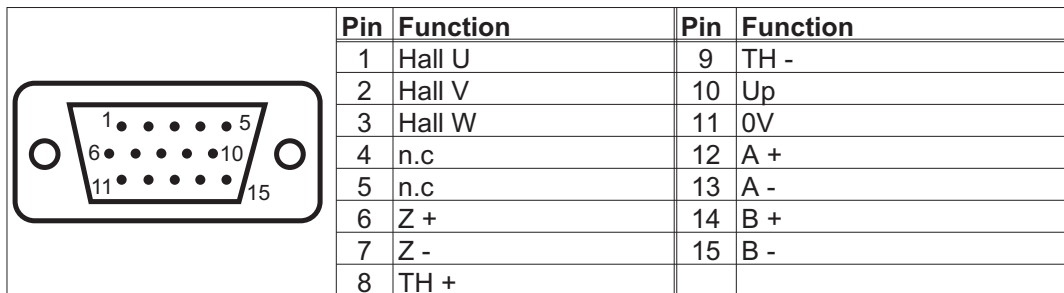 Pin Function Pin Function
1 Hall U 9 TH -
2 Hall V 10 Up
3 Hall W 11 0V
4 n.c 12 A +
5 n.c 13 A -
6 Z + 14 B +
7 Z - 15 B -
8 TH +
1 5
6 10
11 15